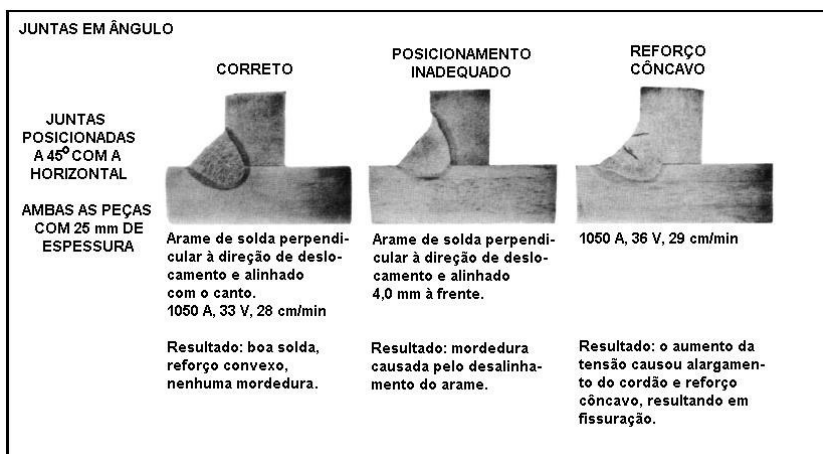 JUNTAS EM ÂNGULO
CORRETO
POSICIONAMENTO
INADEQUADO
REFORÇO
CÔNCAVO
JUNTAS
POSICIONADAS
A 45º COM A
HORIZONTAL
AMBAS AS PEÇAS
COM 25 mm DE
ESPESSURA
Arame de solda perpendi-
cular à direção de deslo-
camento e alinhado
com o canto.
1050 A, 33 V, 28 cm/min
Resultado: boa solda,
reforço convexo,
nenhuma mordedura.
Arame de solda perpendi-
cular à direção de deslo-
camento e alinhado
4,0 mm à frente.
Resultado: mordedura
causada pelo desalinha-
mento do arame.
1050 A, 36 V, 29 cm/min
Resultado: o aumento da
tensão causou alargamen-
to do cordão e reforço
côncavo, resultando em
fissuração.